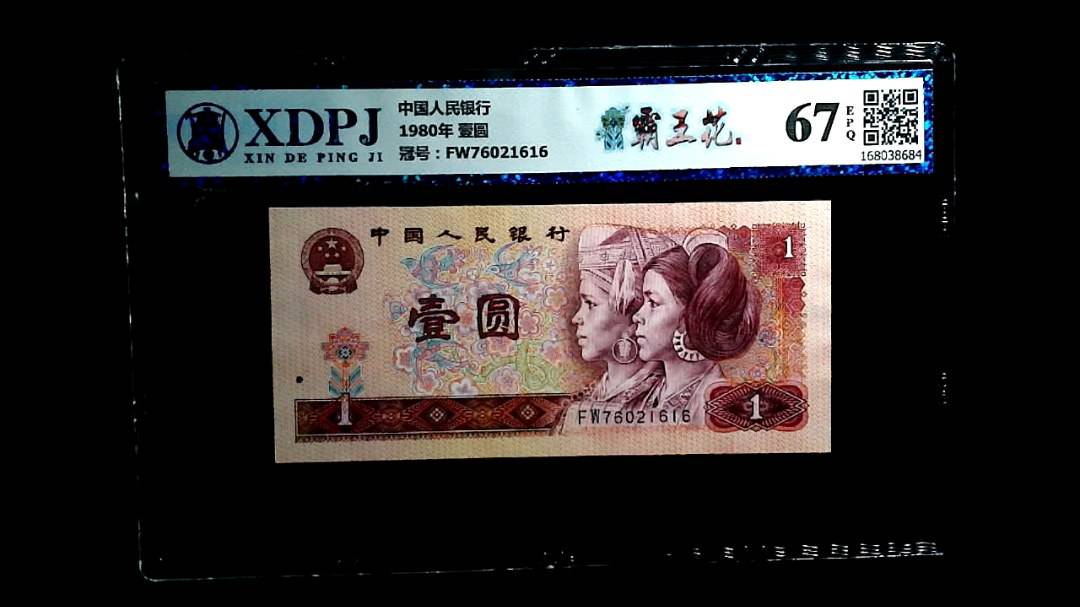 XDPJ
XIN DE PING JI
中国人民银行
1980年 壹圆
冠号：FW76021616
霸王花
67
EPQ
168038684
中国人民银行
1
壹圆
1
FW76021616
1